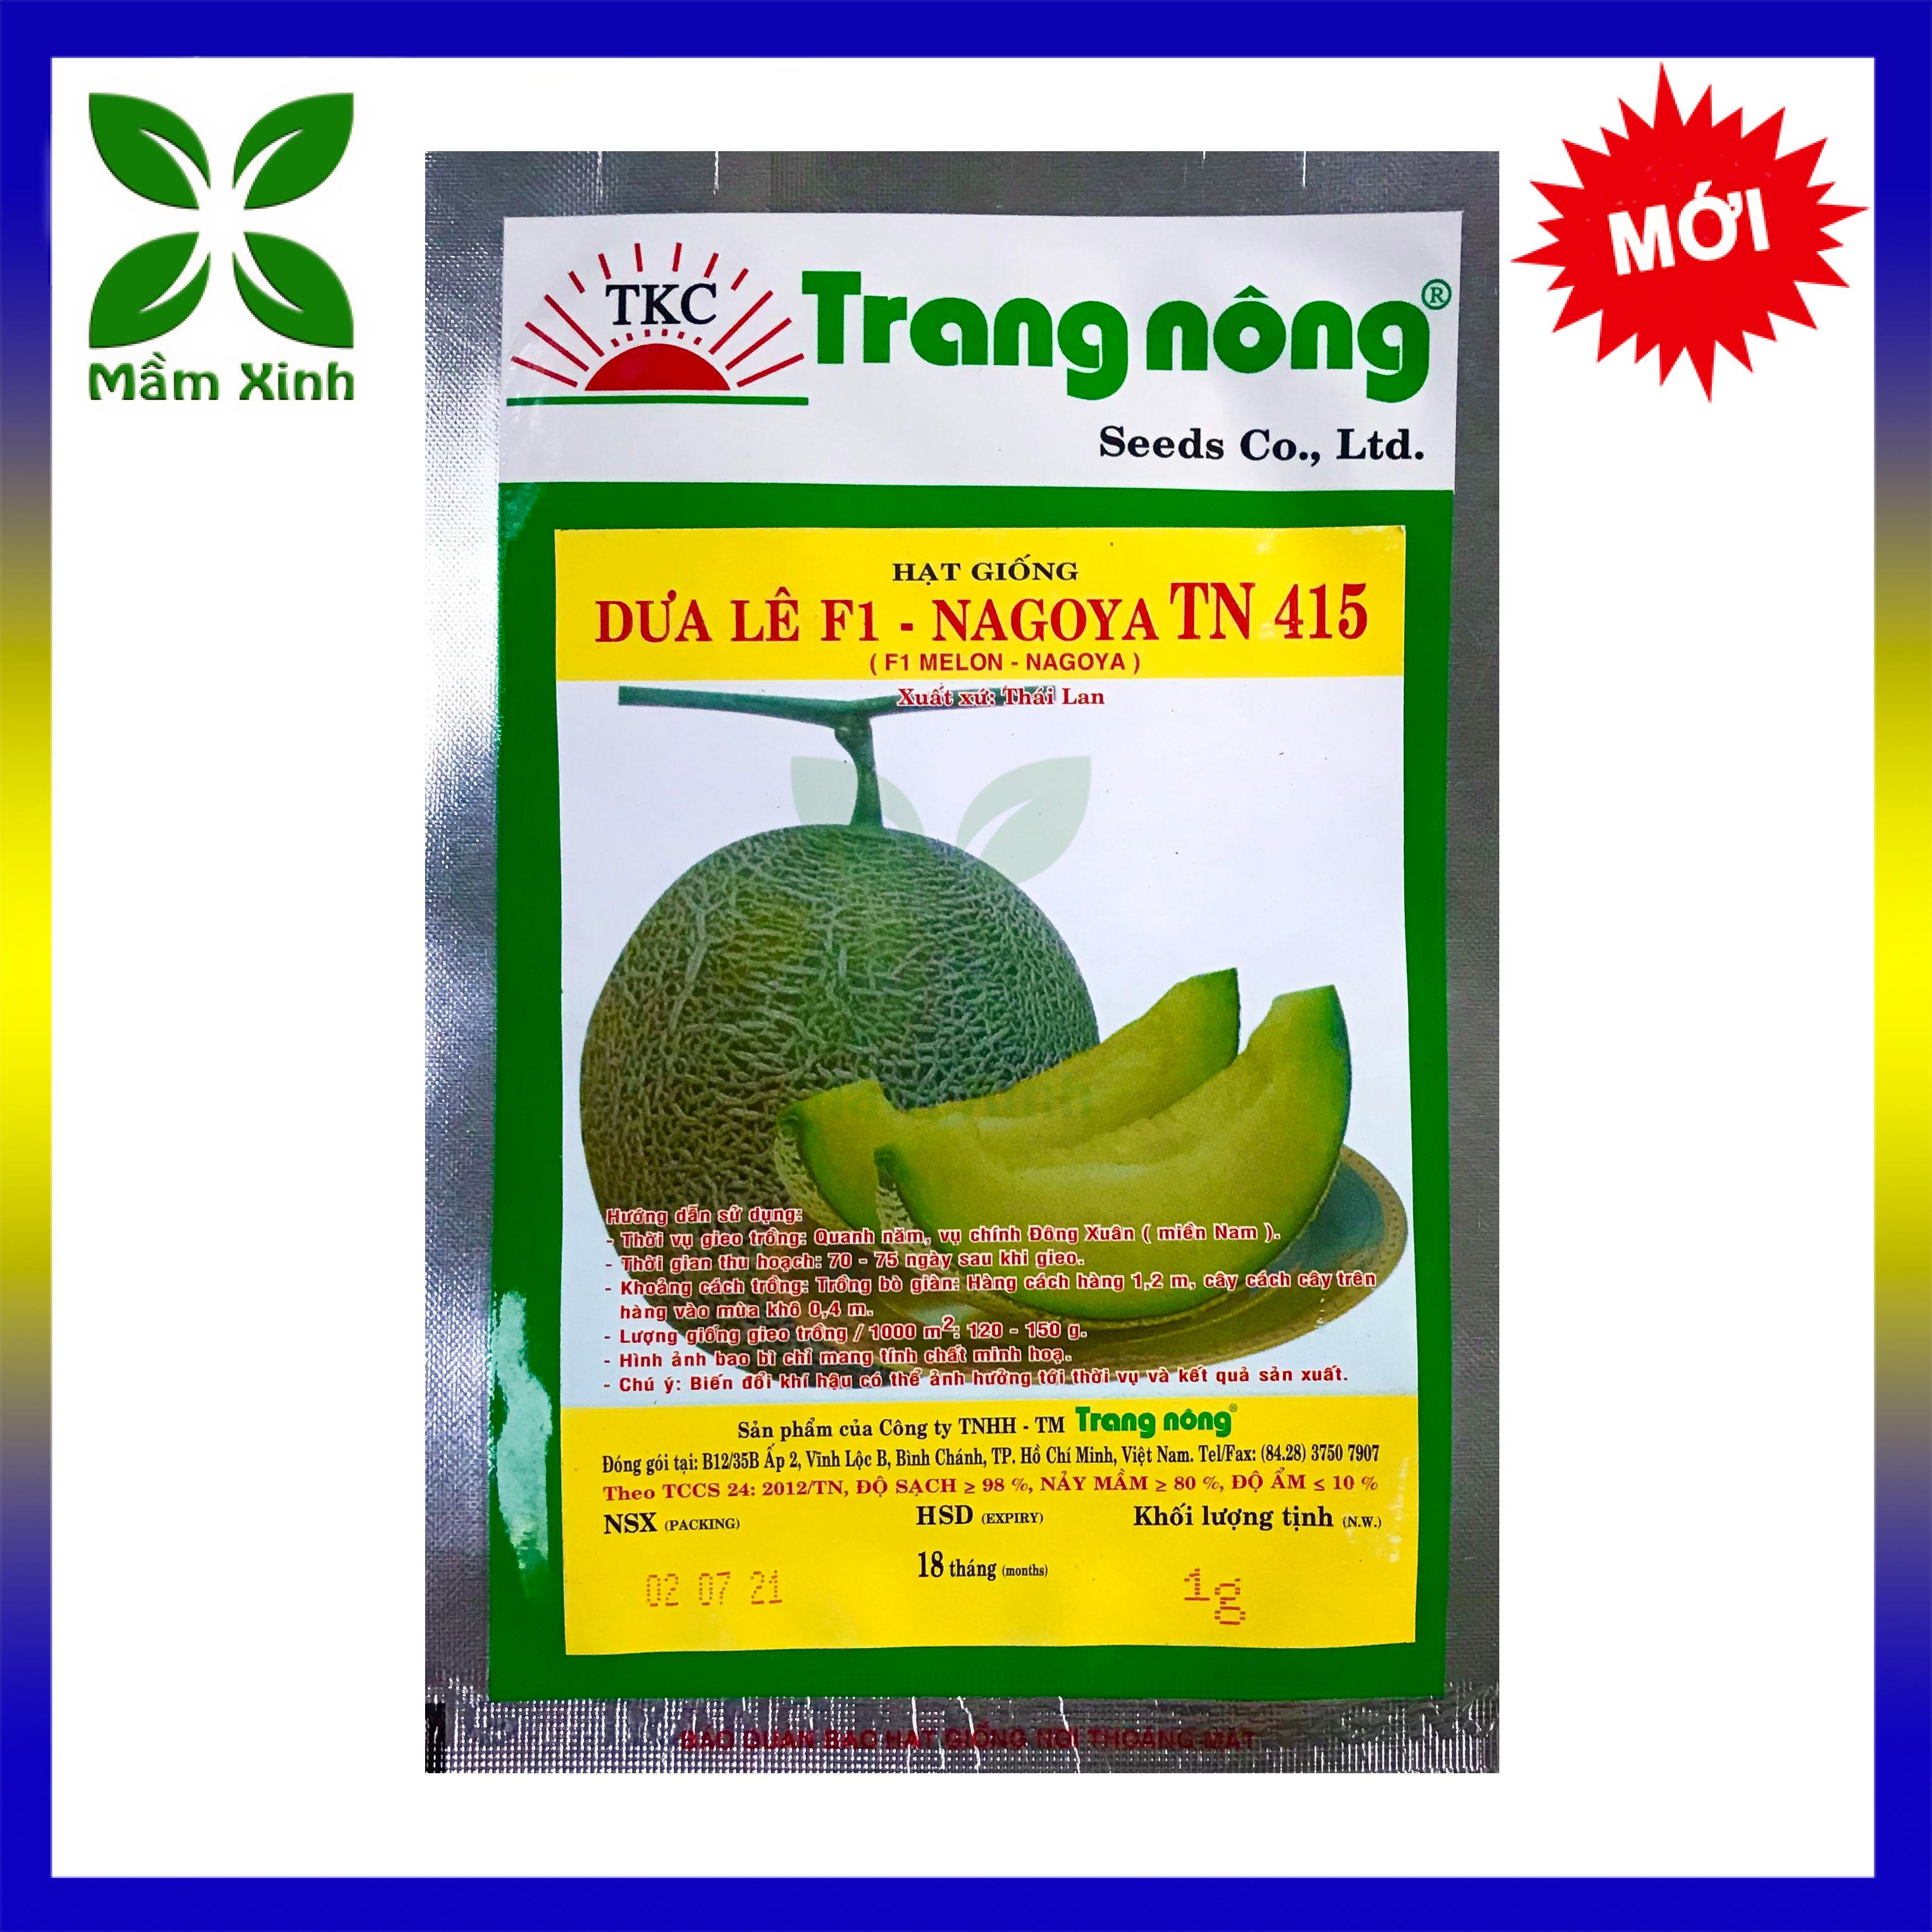 Mầm Xinh
MỚI
TKC
Trang nông®
Seeds Co., Ltd.
HẠT GIỐNG
DƯA LÊ F1 - NAGOYA TN 415
( F1 MELON - NAGOYA )
Xuất xứ: Thái Lan
Mầm Xinh
Hướng dẫn sử dụng:
- Thời vụ gieo trồng: Quanh năm, vụ chính Đông Xuân ( miền Nam ).
- Thời gian thu hoạch: 70 - 75 ngày sau khi gieo.
- Khoảng cách trồng: Trồng bò giàn: Hàng cách hàng 1,2 m, cây cách cây trên
hàng vào mùa khô 0,4 m.
- Lượng giống gieo trồng / 1000 m²: 120 - 150 g.
- Hình ảnh bao bì chỉ mang tính chất minh hoạ.
- Chú ý: Biến đổi khí hậu có thể ảnh hưởng tới thời vụ và kết quả sản xuất.
Sản phẩm của Công ty TNHH - TM Trang nông®
Đóng gói tại: B12/35B Ấp 2, Vĩnh Lộc B, Bình Chánh, TP. Hồ Chí Minh, Việt Nam. Tel/Fax: (84.28) 3750 7907
Theo TCCS 24: 2012/TN, ĐỘ SẠCH ≥ 98 %, NẢY MẦM ≥ 80 %, ĐỘ ẨM ≤ 10 %
NSX (PACKING) HSD (EXPIRY) Khối lượng tịnh (N.W.)
02 07 21 18 tháng (months) 1g
BẢO QUẢN BAO HẠT GIỐNG NƠI THOÁNG MÁT